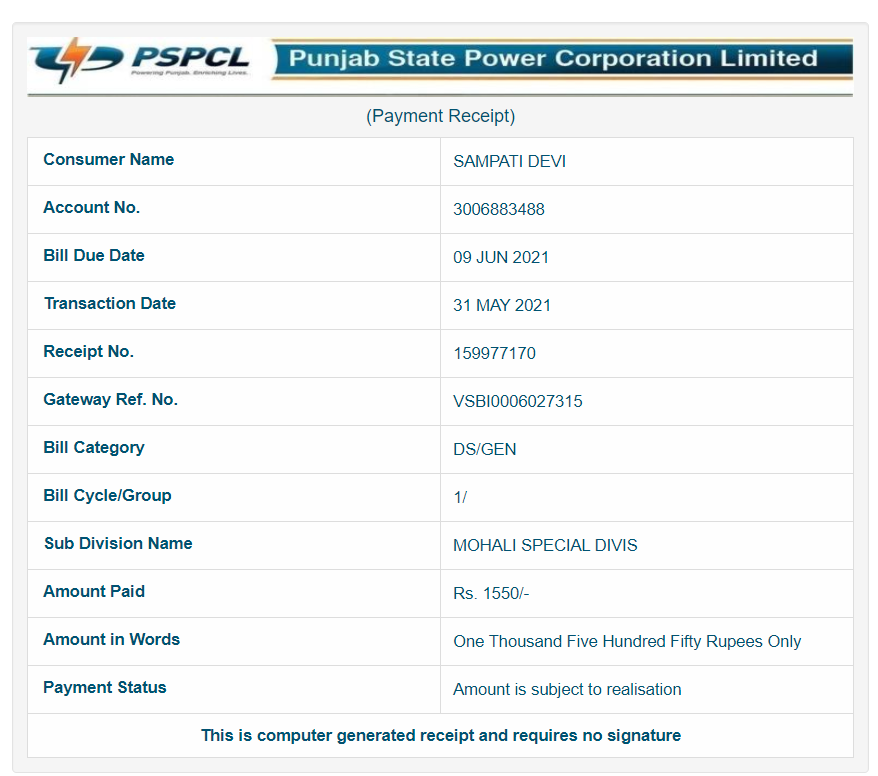 PSPCL
Powering Punjab. Enriching Lives.
Punjab State Power Corporation Limited
(Payment Receipt)
Consumer Name SAMPATI DEVI
Account No. 3006883488
Bill Due Date 09 JUN 2021
Transaction Date 31 MAY 2021
Receipt No. 159977170
Gateway Ref. No. VSBI0006027315
Bill Category DS/GEN
Bill Cycle/Group 1/
Sub Division Name MOHALI SPECIAL DIVIS
Amount Paid Rs. 1550/-
Amount in Words One Thousand Five Hundred Fifty Rupees Only
Payment Status Amount is subject to realisation
This is computer generated receipt and requires no signature